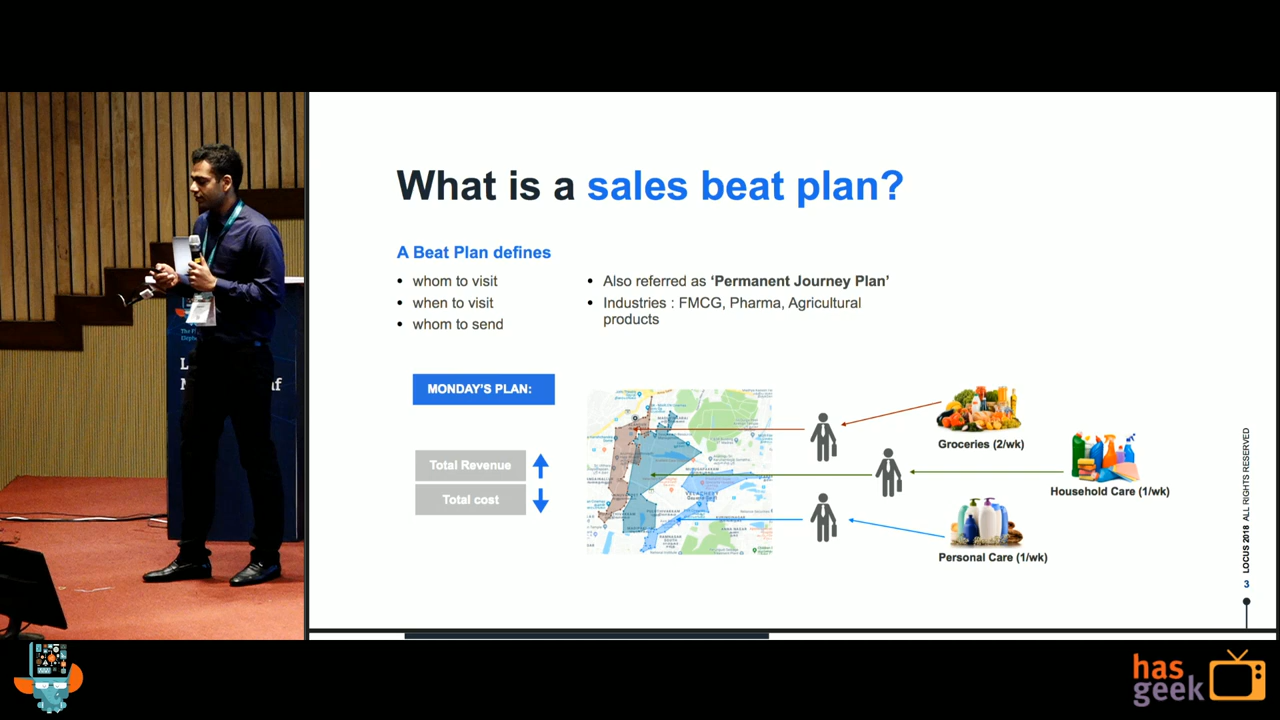 What is a sales beat plan?
A Beat Plan defines
• whom to visit
• when to visit
• whom to send
• Also referred as ‘Permanent Journey Plan’
• Industries : FMCG, Pharma, Agricultural
products
MONDAY'S PLAN:
Total Revenue
Total cost
Groceries (2/wk)
Household Care (1/wk)
Personal Care (1/wk)
LOCUS 2018 ALL RIGHTS RESERVED
3
has
geek